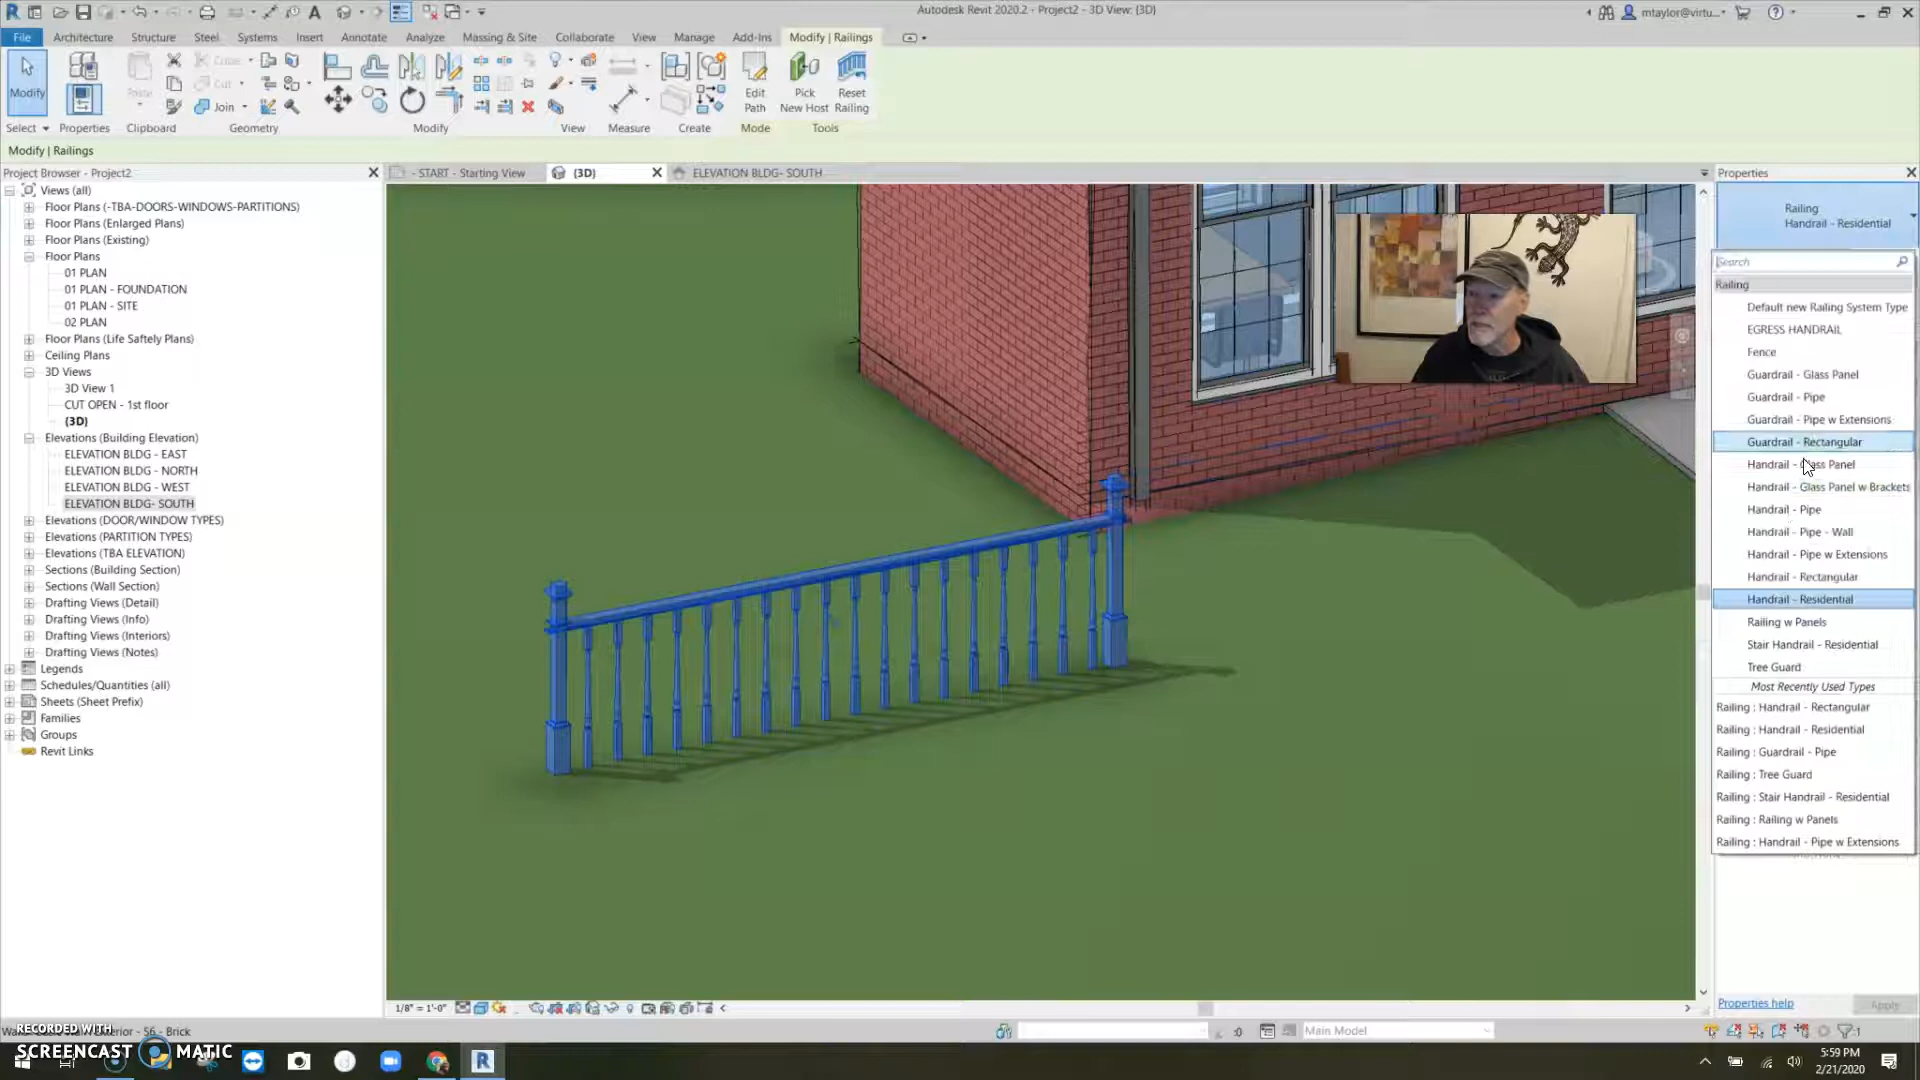 Autodesk Revit 2020.2 - Project2 - 3D View: {3D}
mtaylor@virtu...
File Architecture Structure Steel Systems Insert Annotate Analyze Massing & Site Collaborate View Manage Add-Ins Modify | Railings
Modify
Paste
Cope
Cut
Join
Edit
Path
Pick
New Host
Reset
Railing
Select Properties Clipboard Geometry Modify View Measure Create Mode Tools
Modify | Railings
Project Browser - Project2
- START - Starting View
{3D}
ELEVATION BLDG- SOUTH
Properties
Views (all)
Floor Plans (-TBA-DOORS-WINDOWS-PARTITIONS)
Floor Plans (Enlarged Plans)
Floor Plans (Existing)
Floor Plans
01 PLAN
01 PLAN - FOUNDATION
01 PLAN - SITE
02 PLAN
Floor Plans (Life Saftely Plans)
Ceiling Plans
3D Views
3D View 1
CUT OPEN - 1st floor
{3D}
Elevations (Building Elevation)
ELEVATION BLDG - EAST
ELEVATION BLDG - NORTH
ELEVATION BLDG - WEST
ELEVATION BLDG- SOUTH
Elevations (DOOR/WINDOW TYPES)
Elevations (PARTITION TYPES)
Elevations (TBA ELEVATION)
Sections (Building Section)
Sections (Wall Section)
Drafting Views (Detail)
Drafting Views (Info)
Drafting Views (Interiors)
Drafting Views (Notes)
Legends
Schedules/Quantities (all)
Sheets (Sheet Prefix)
Families
Groups
Revit Links
Railing
Handrail - Residential
Search
Railing
Default new Railing System Type
EGRESS HANDRAIL
Fence
Guardrail - Glass Panel
Guardrail - Pipe
Guardrail - Pipe w Extensions
Guardrail - Rectangular
Handrail - Glass Panel
Handrail - Glass Panel w Brackets
Handrail - Pipe
Handrail - Pipe - Wall
Handrail - Pipe w Extensions
Handrail - Rectangular
Handrail - Residential
Railing w Panels
Stair Handrail - Residential
Tree Guard
Most Recently Used Types
Railing : Handrail - Rectangular
Railing : Handrail - Residential
Railing : Guardrail - Pipe
Railing : Tree Guard
Railing : Stair Handrail - Residential
Railing : Railing w Panels
Railing : Handrail - Pipe w Extensions
Properties help
Apply
1/8" = 1'-0"
- S6 - Brick
:0
Main Model
:1
RECORDED WITH
SCREENCAST MATIC
5:59 PM
2/21/2020